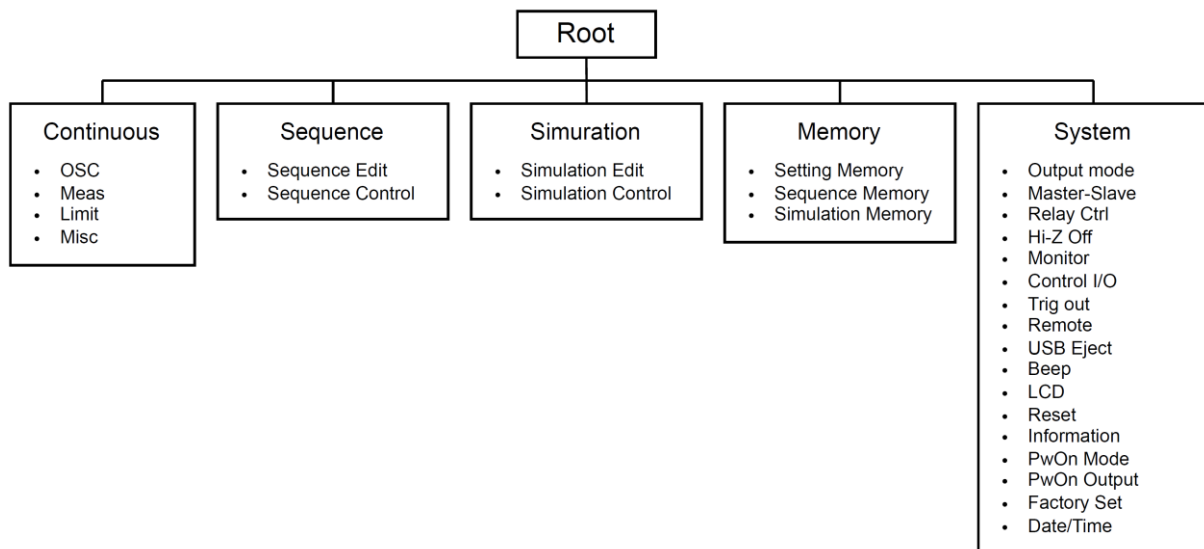 Root
Continuous
• OSC
• Meas
• Limit
• Misc
Sequence
• Sequence Edit
• Sequence Control
Simuration
• Simulation Edit
• Simulation Control
Memory
• Setting Memory
• Sequence Memory
• Simulation Memory
System
• Output mode
• Master-Slave
• Relay Ctrl
• Hi-Z Off
• Monitor
• Control I/O
• Trig out
• Remote
• USB Eject
• Beep
• LCD
• Reset
• Information
• PwOn Mode
• PwOn Output
• Factory Set
• Date/Time